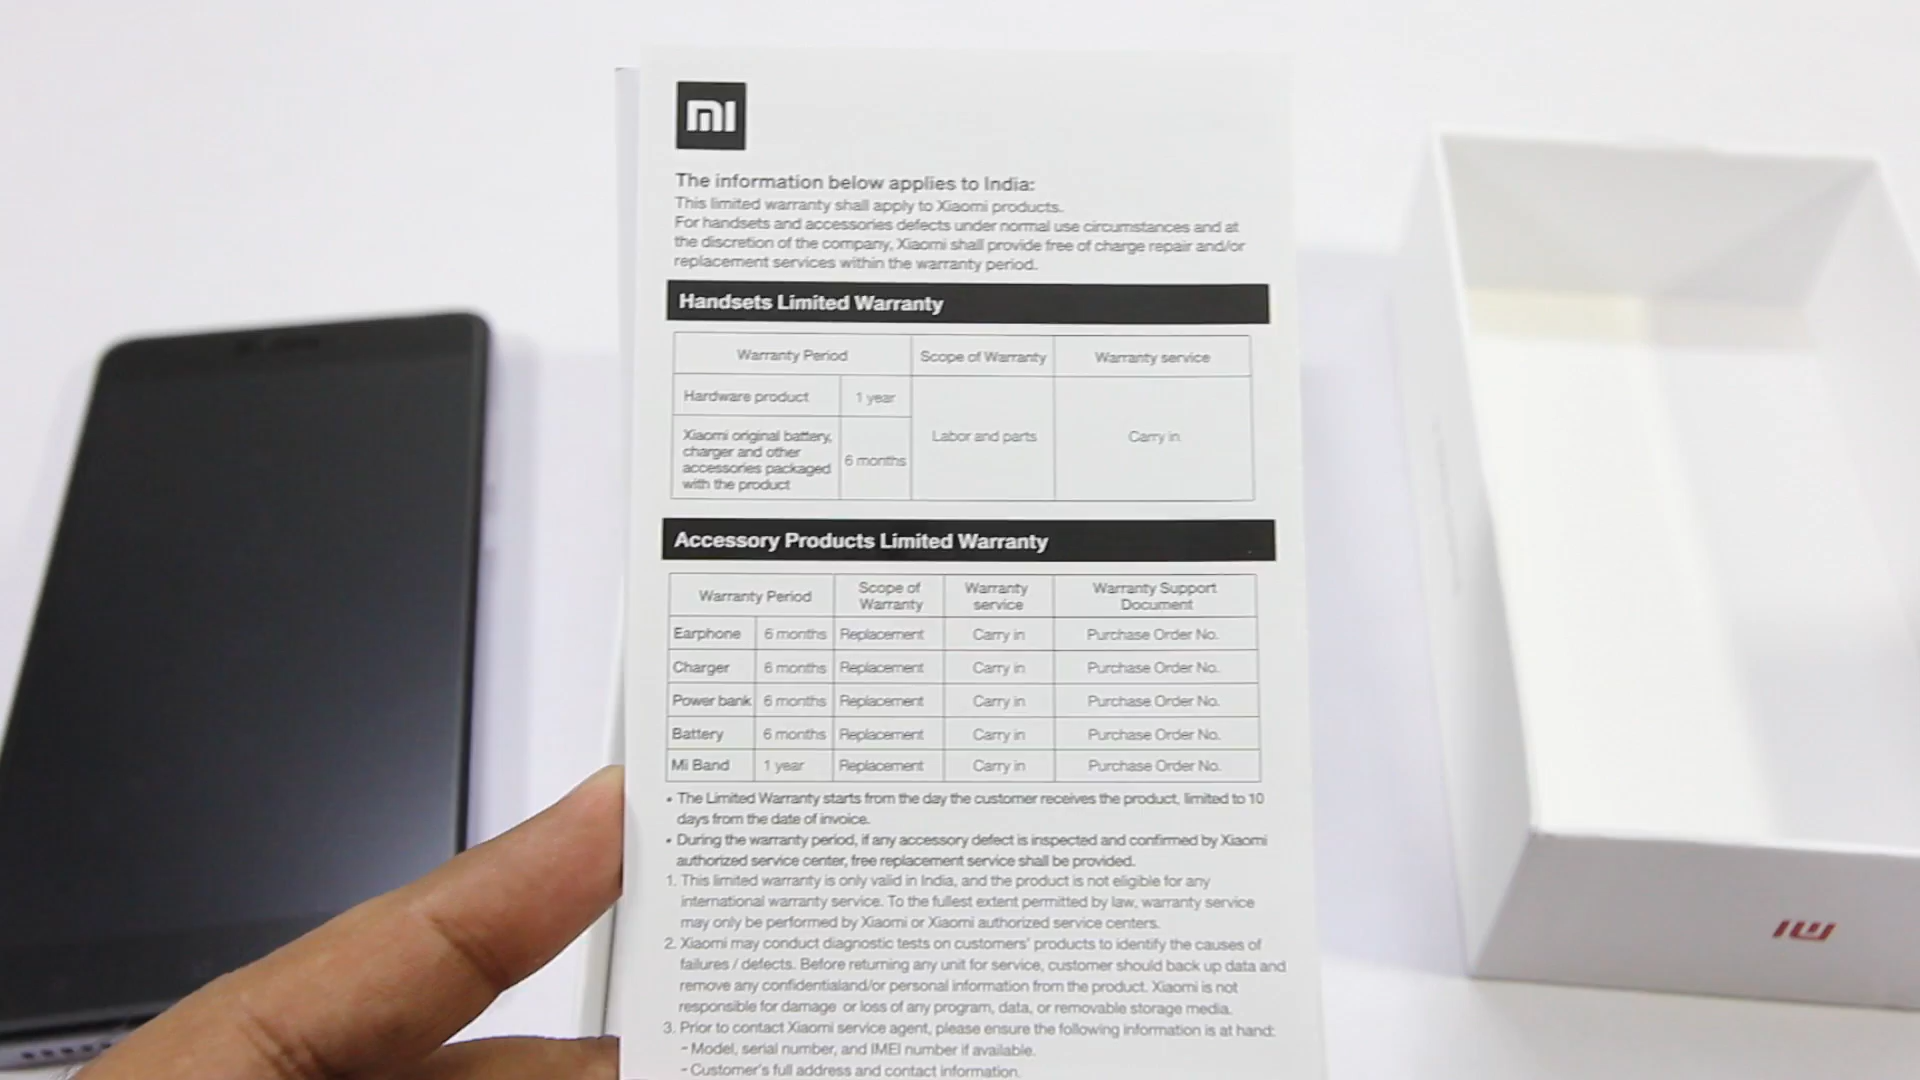 mi
The information below applies to India:
This limited warranty shall apply to Xiaomi products.
For handsets and accessories defects under normal use circumstances and at
the discretion of the company, Xiaomi shall provide free of charge repair and/or
replacement services within the warranty period.
Handsets Limited Warranty
Warranty Period Scope of Warranty Warranty service
Hardware product 1 year
Xiaomi original battery,
charger and other
accessories packaged
with the product
6 months
Labor and parts
Carry in
Accessory Products Limited Warranty
Warranty Period
Scope of
Warranty
Warranty
service
Warranty Support
Document
Earphone 6 months Replacement Carry in Purchase Order No.
Charger 6 months Replacement Carry in Purchase Order No.
Power bank 6 months Replacement Carry in Purchase Order No.
Battery 6 months Replacement Carry in Purchase Order No.
Mi Band 1 year Replacement Carry in Purchase Order No.
• The Limited Warranty starts from the day the customer receives the product, limited to 10
days from the date of invoice.
• During the warranty period, if any accessory defect is inspected and confirmed by Xiaomi
authorized service center, free replacement service shall be provided.
1. This limited warranty is only valid in India, and the product is not eligible for any
international warranty service. To the fullest extent permitted by law, warranty service
may only be performed by Xiaomi or Xiaomi authorized service centers.
2. Xiaomi may conduct diagnostic tests on customers' products to identify the causes of
failures / defects. Before returning any unit for service, customer should back up data and
remove any confidentialand/or personal information from the product. Xiaomi is not
responsible for damage or loss of any program, data, or removable storage media.
3. Prior to contact Xiaomi service agent, please ensure the following information is at hand:
- Model, serial number, and IMEI number if available.
- Customer's full address and contact information.
mi